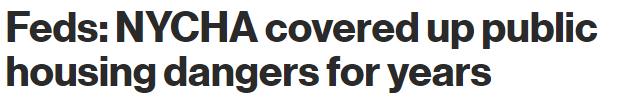 Feds: NYCHA covered up public
housing dangers for years